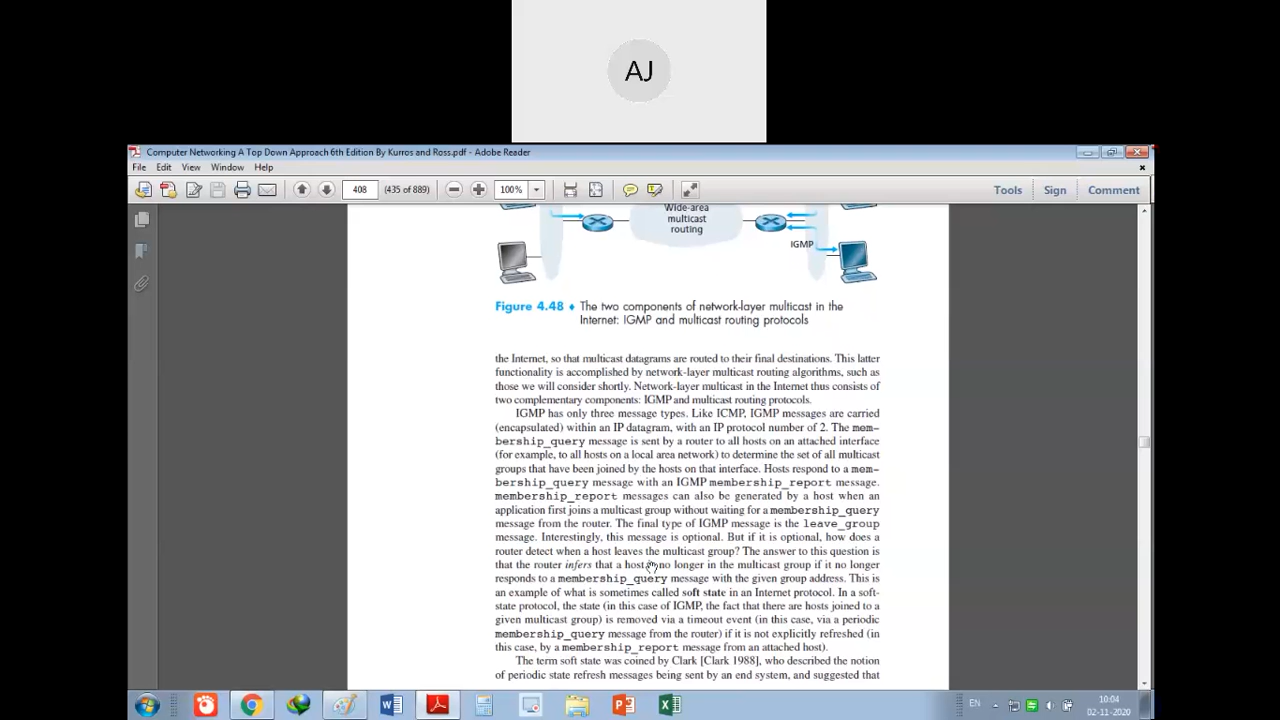 AJ
Computer Networking A Top Down Approach 6th Edition By Kurros and Ross.pdf - Adobe Reader
File Edit View Window Help
408 (435 of 889) 100% Tools Sign Comment
Wide-area
multicast
routing
IGMP
Figure 4.48 ♦ The two components of network-layer multicast in the
Internet: IGMP and multicast routing protocols
the Internet, so that multicast datagrams are routed to their final destinations. This latter
functionality is accomplished by network-layer multicast routing algorithms, such as
those we will consider shortly. Network-layer multicast in the Internet thus consists of
two complementary components: IGMP and multicast routing protocols.
IGMP has only three message types. Like ICMP, IGMP messages are carried
(encapsulated) within an IP datagram, with an IP protocol number of 2. The mem-
bership_query message is sent by a router to all hosts on an attached interface
(for example, to all hosts on a local area network) to determine the set of all multicast
groups that have been joined by the hosts on that interface. Hosts respond to a mem-
bership_query message with an IGMP membership_report message.
membership_report messages can also be generated by a host when an
application first joins a multicast group without waiting for a membership_query
message from the router. The final type of IGMP message is the leave_group
message. Interestingly, this message is optional. But if it is optional, how does a
router detect when a host leaves the multicast group? The answer to this question is
that the router infers that a host no longer in the multicast group if it no longer
responds to a membership_query message with the given group address. This is
an example of what is sometimes called soft state in an Internet protocol. In a soft-
state protocol, the state (in this case of IGMP, the fact that there are hosts joined to a
given multicast group) is removed via a timeout event (in this case, via a periodic
membership_query message from the router) if it is not explicitly refreshed (in
this case, by a membership_report message from an attached host).
The term soft state was coined by Clark [Clark 1988], who described the notion
of periodic state refresh messages being sent by an end system, and suggested that
EN 10:04
02-11-2020